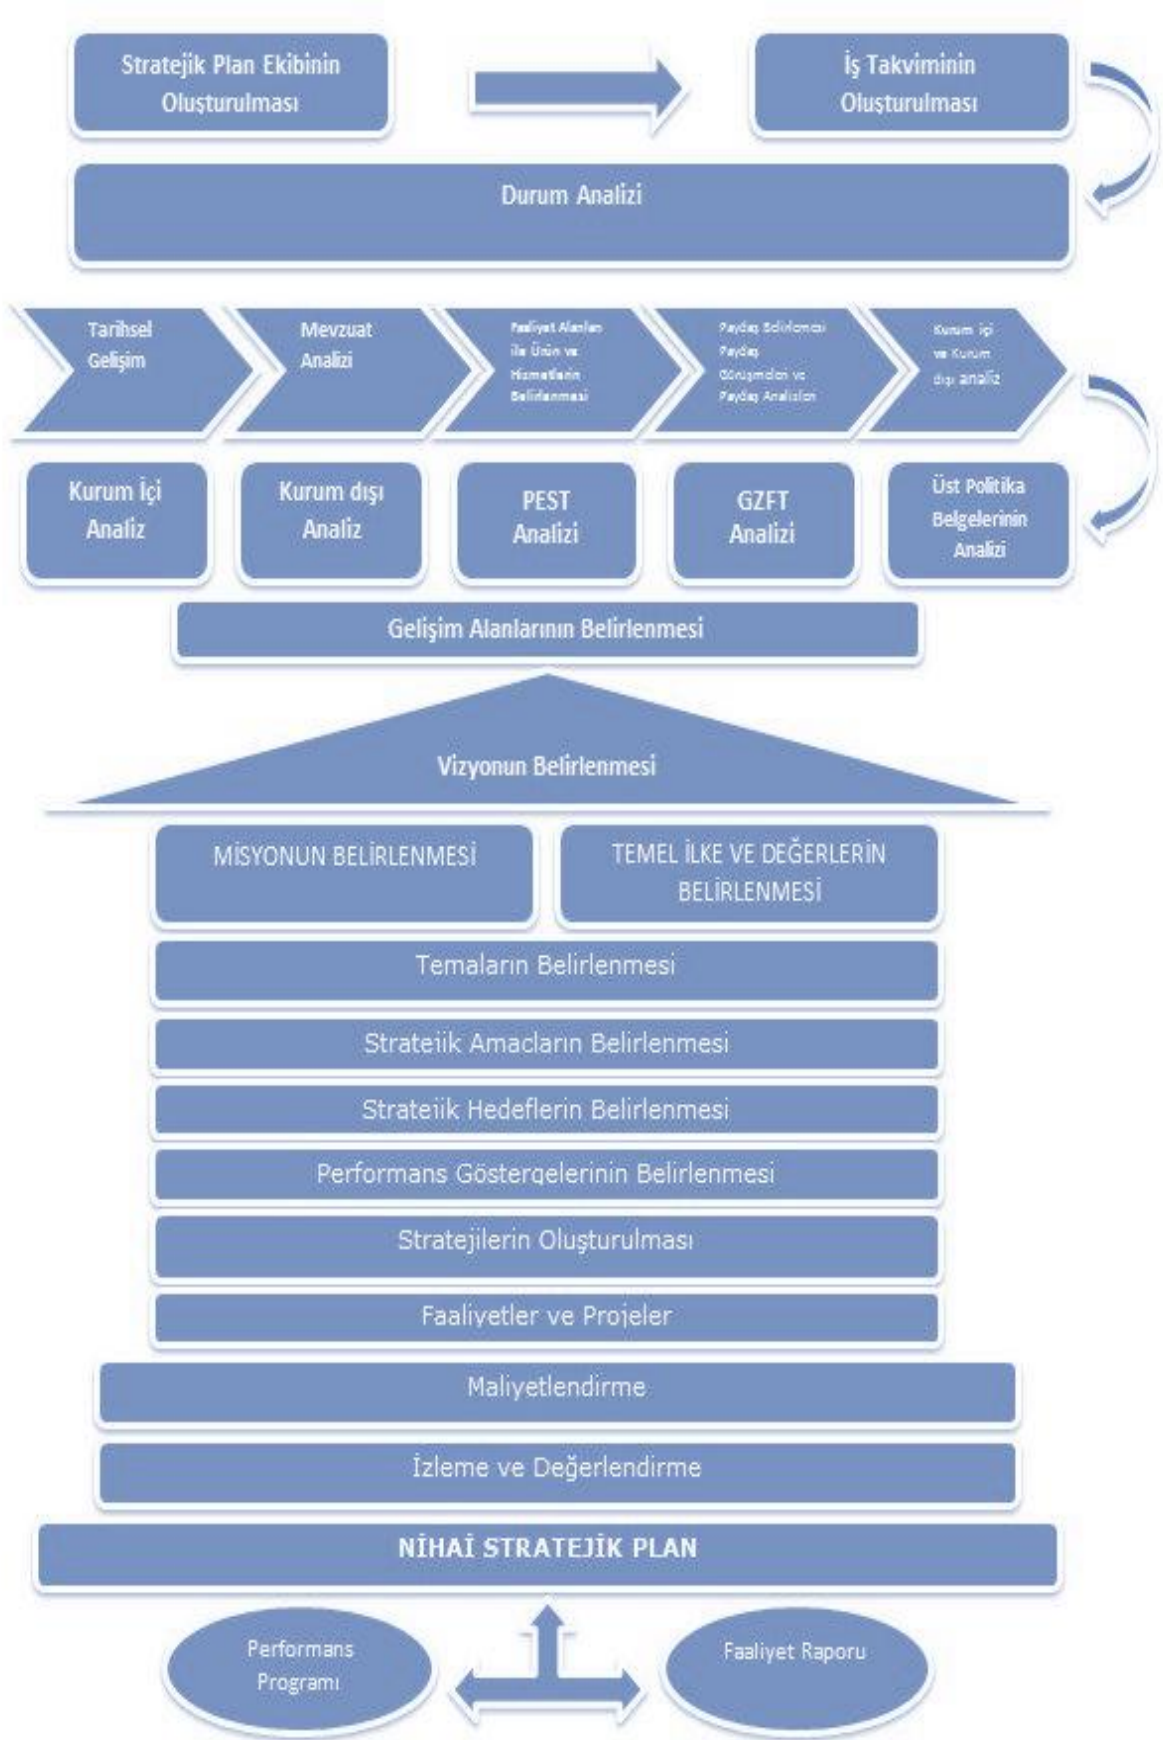 Stratejik Plan Ekibinin
Oluşturulması
İş Takviminin
Oluşturulması
Durum Analizi
Tarihsel
Gelişim
Mevzuat
Analizi
Faaliyet Alanları
ile Ürün ve
Hizmetlerin
Belirlenmesi
Paydaş Belirlemesi
Paydaş
Görüşmeleri ve
Paydaş Analizleri
Kurum içi
ve Kurum
dışı analiz
Kurum İçi
Analiz
Kurum dışı
Analiz
PEST
Analizi
GZFT
Analizi
Üst Politika
Belgelerinin
Analizi
Gelişim Alanlarının Belirlenmesi
Vizyonun Belirlenmesi
MİSYONUN BELİRLENMESİ
TEMEL İLKE VE DEĞERLERİN
BELİRLENMESİ
Temaların Belirlenmesi
Stratejik Amaçların Belirlenmesi
Stratejik Hedeflerin Belirlenmesi
Performans Göstergelerinin Belirlenmesi
Stratejilerin Oluşturulması
Faaliyetler ve Projeler
Maliyetlendirme
İzleme ve Değerlendirme
NİHAİ STRATEJİK PLAN
Performans
Programı
Faaliyet Raporu